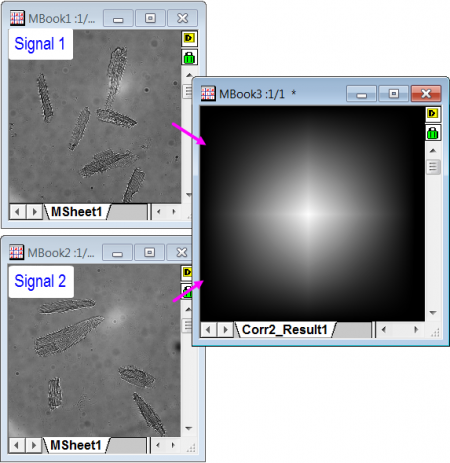 MBook1 :1/...
Signal 1
MSheet1
MBook3 :1/1 *
Corr2_Result1
MBook2 :1/...
Signal 2
MSheet1